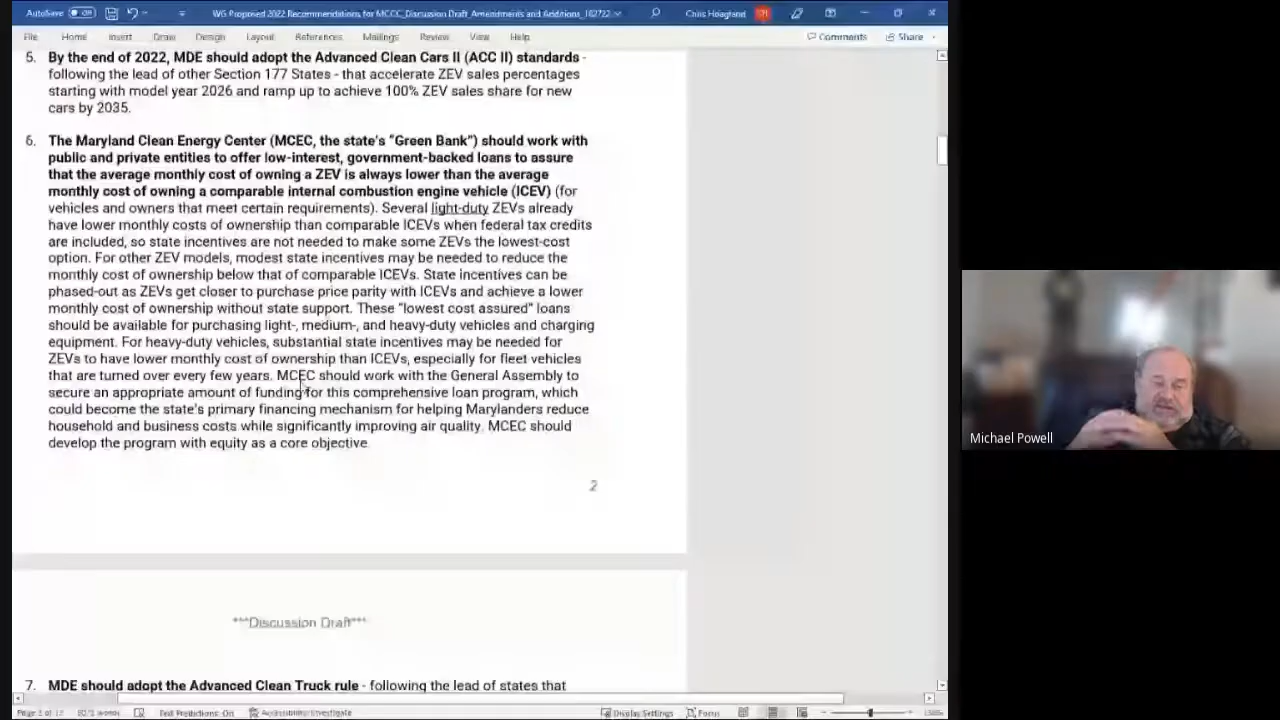 AutoSave Off WG Proposed 2022 Recommendations for MCCC_Discussion Draft_Amendments and Additions_102722 Chris Hoagland
File Home Insert Draw Design Layout References Mailings Review View Help Comments Share
5. By the end of 2022, MDE should adopt the Advanced Clean Cars II (ACC II) standards -
following the lead of other Section 177 States - that accelerate ZEV sales percentages
starting with model year 2026 and ramp up to achieve 100% ZEV sales share for new
cars by 2035.
6. The Maryland Clean Energy Center (MCEC, the state's "Green Bank") should work with
public and private entities to offer low-interest, government-backed loans to assure
that the average monthly cost of owning a ZEV is always lower than the average
monthly cost of owning a comparable internal combustion engine vehicle (ICEV) (for
vehicles and owners that meet certain requirements). Several light-duty ZEVs already
have lower monthly costs of ownership than comparable ICEVs when federal tax credits
are included, so state incentives are not needed to make some ZEVs the lowest-cost
option. For other ZEV models, modest state incentives may be needed to reduce the
monthly cost of ownership below that of comparable ICEVs. State incentives can be
phased-out as ZEVs get closer to purchase price parity with ICEVs and achieve a lower
monthly cost of ownership without state support. These "lowest cost assured" loans
should be available for purchasing light-, medium-, and heavy-duty vehicles and charging
equipment. For heavy-duty vehicles, substantial state incentives may be needed for
ZEVs to have lower monthly cost of ownership than ICEVs, especially for fleet vehicles
that are turned over every few years. MCEC should work with the General Assembly to
secure an appropriate amount of funding for this comprehensive loan program, which
could become the state's primary financing mechanism for helping Marylanders reduce
household and business costs while significantly improving air quality. MCEC should
develop the program with equity as a core objective.
Michael Powell
2
***Discussion Draft***
7. MDE should adopt the Advanced Clean Truck rule - following the lead of states that
Text Predictions: On Accessibility: Investigate Display Settings Focus